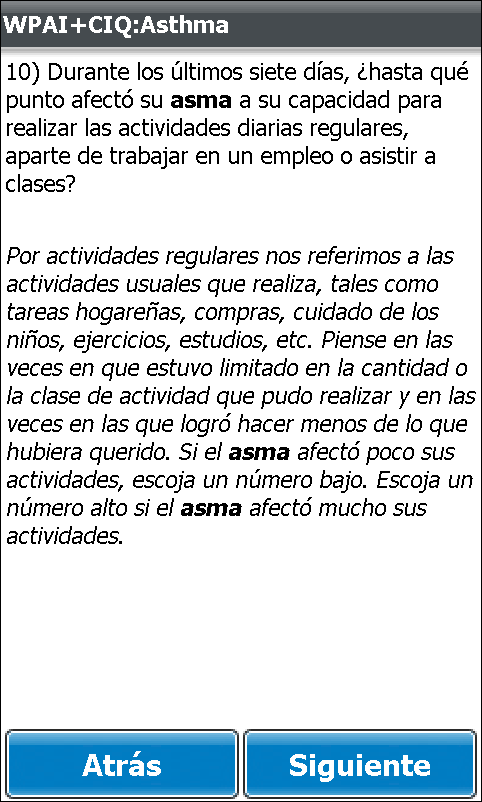 WPAI+CIQ:Asthma
10) Durante los últimos siete días, ¿hasta qué
punto afectó su asma a su capacidad para
realizar las actividades diarias regulares,
aparte de trabajar en un empleo o asistir a
clases?
Por actividades regulares nos referimos a las
actividades usuales que realiza, tales como
tareas hogareñas, compras, cuidado de los
niños, ejercicios, estudios, etc. Piense en las
veces en que estuvo limitado en la cantidad o
la clase de actividad que pudo realizar y en las
veces en las que logró hacer menos de lo que
hubiera querido. Si el asma afectó poco sus
actividades, escoja un número bajo. Escoja un
número alto si el asma afectó mucho sus
actividades.
Atrás Siguiente